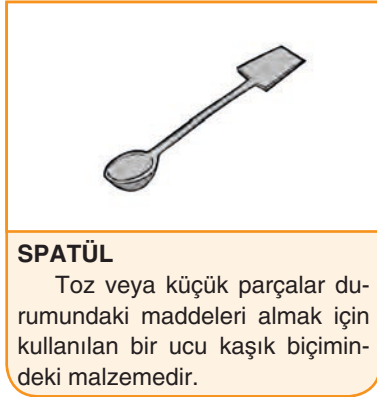 SPATÜL
Toz veya küçük parçalar du-
rumundaki maddeleri almak için
kullanılan bir ucu kaşık biçimin-
deki malzemedir.